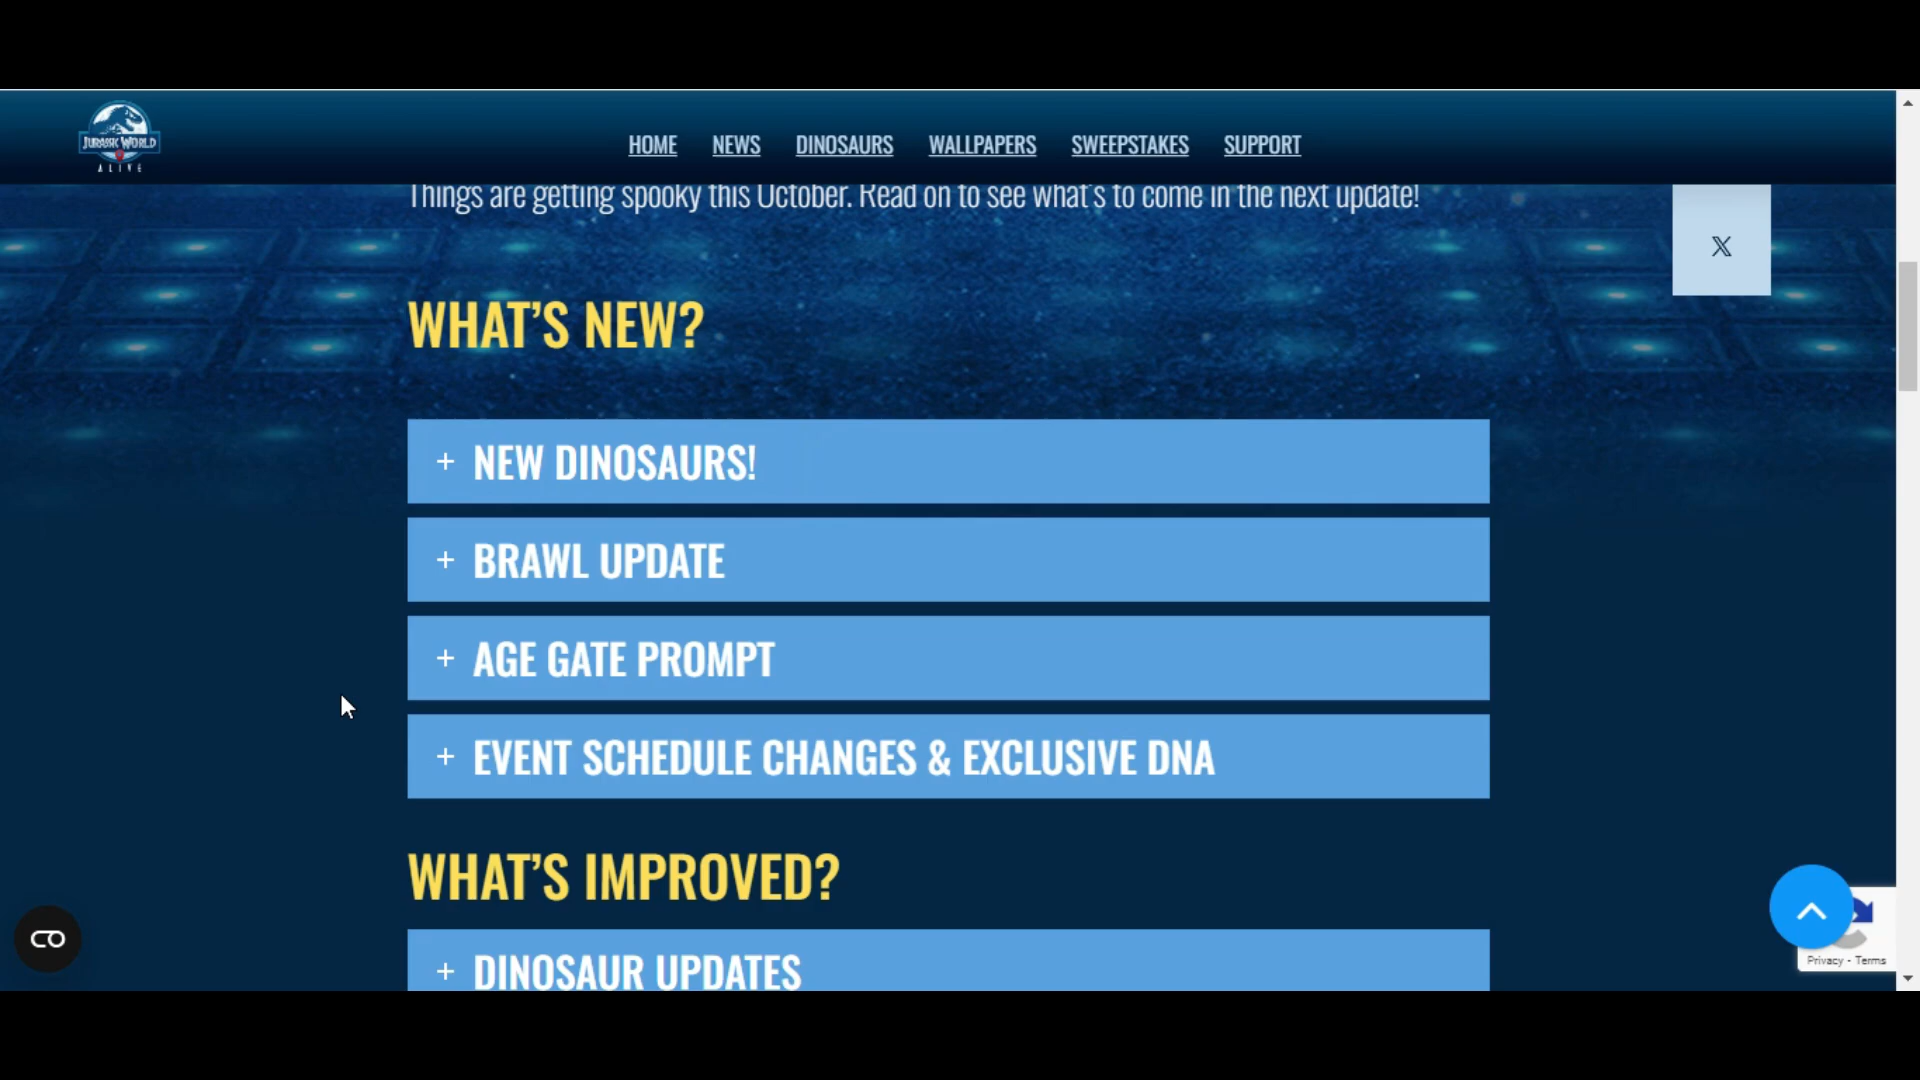 JURASSIC WORLD
ALIVE
HOME NEWS DINOSAURS WALLPAPERS SWEEPSTAKES SUPPORT
Things are getting spooky this October. Read on to see what's to come in the next update!
X
WHAT'S NEW?
+ NEW DINOSAURS!
+ BRAWL UPDATE
+ AGE GATE PROMPT
+ EVENT SCHEDULE CHANGES & EXCLUSIVE DNA
WHAT'S IMPROVED?
+ DINOSAUR UPDATES
Privacy - Terms